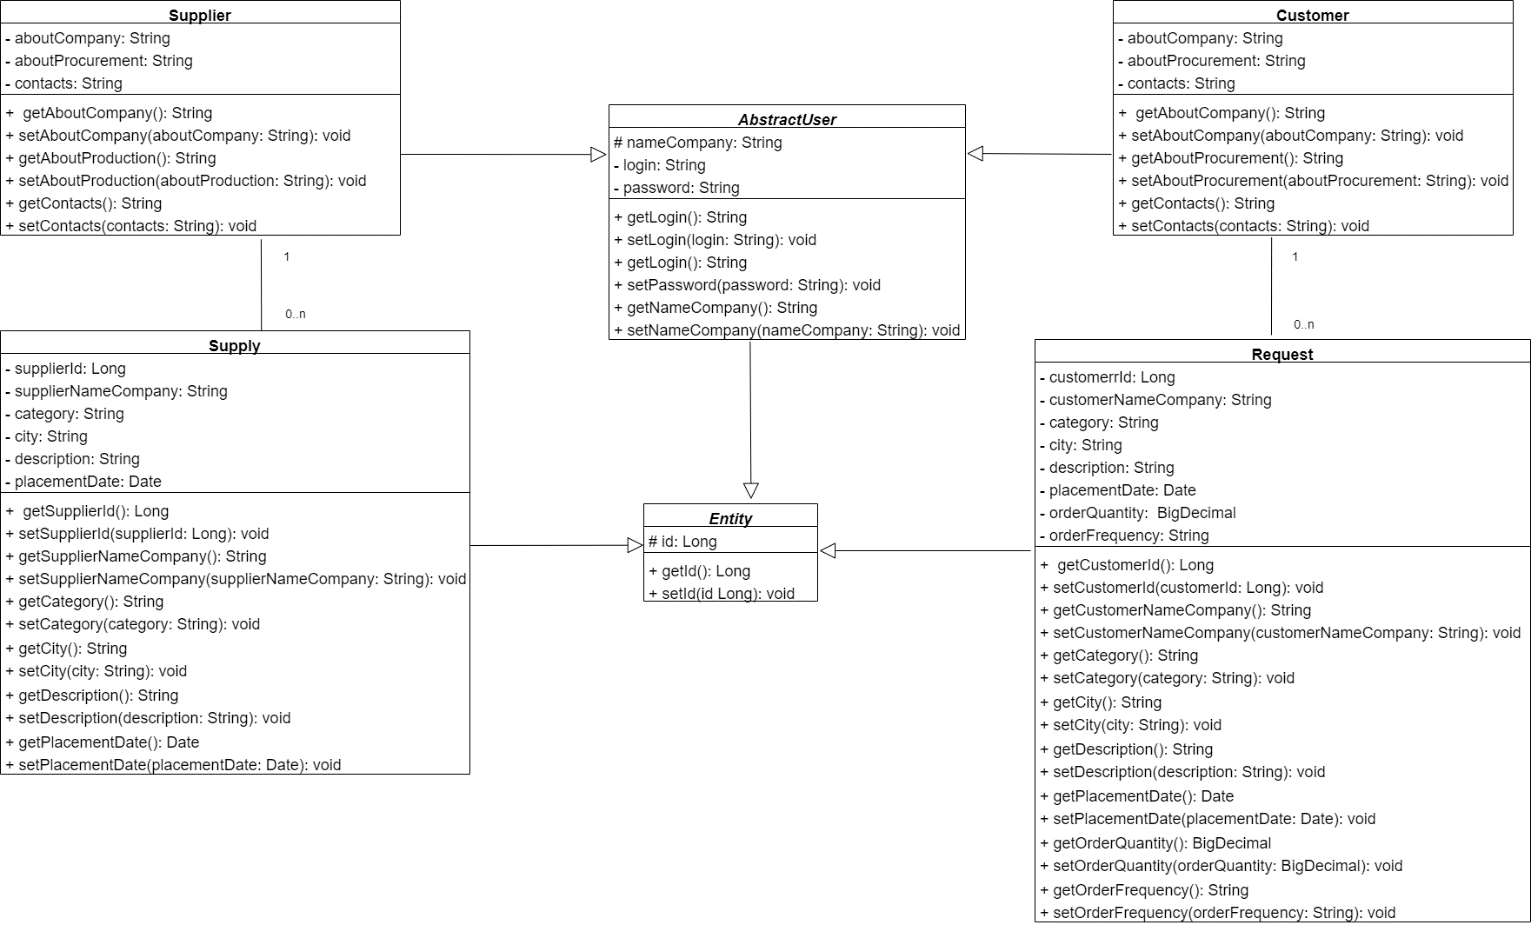 Supplier
- aboutCompany: String
- aboutProcurement: String
- contacts: String
+ getAboutCompany(): String
+ setAboutCompany(aboutCompany: String): void
+ getAboutProduction(): String
+ setAboutProduction(aboutProduction: String): void
+ getContacts(): String
+ setContacts(contacts: String): void
1
0..n
AbstractUser
# nameCompany: String
- login: String
- password: String
+ getLogin(): String
+ setLogin(login: String): void
+ getLogin(): String
+ setPassword(password: String): void
+ getNameCompany(): String
+ setNameCompany(nameCompany: String): void
Customer
- aboutCompany: String
- aboutProcurement: String
- contacts: String
+ getAboutCompany(): String
+ setAboutCompany(aboutCompany: String): void
+ getAboutProcurement(): String
+ setAboutProcurement(aboutProcurement: String): void
+ getContacts(): String
+ setContacts(contacts: String): void
1
0..n
Supply
- supplierId: Long
- supplierNameCompany: String
- category: String
- city: String
- description: String
- placementDate: Date
+ getSupplierId(): Long
+ setSupplierId(supplierId: Long): void
+ getSupplierNameCompany(): String
+ setSupplierNameCompany(supplierNameCompany: String): void
+ getCategory(): String
+ setCategory(category: String): void
+ getCity(): String
+ setCity(city: String): void
+ getDescription(): String
+ setDescription(description: String): void
+ getPlacementDate(): Date
+ setPlacementDate(placementDate: Date): void
Entity
# id: Long
+ getId(): Long
+ setId(id Long): void
Request
- customerrId: Long
- customerNameCompany: String
- category: String
- city: String
- description: String
- placementDate: Date
- orderQuantity: BigDecimal
- orderFrequency: String
+ getCustomerId(): Long
+ setCustomerId(customerId: Long): void
+ getCustomerNameCompany(): String
+ setCustomerNameCompany(customerNameCompany: String): void
+ getCategory(): String
+ setCategory(category: String): void
+ getCity(): String
+ setCity(city: String): void
+ getDescription(): String
+ setDescription(description: String): void
+ getPlacementDate(): Date
+ setPlacementDate(placementDate: Date): void
+ getOrderQuantity(): BigDecimal
+ setOrderQuantity(orderQuantity: BigDecimal): void
+ getOrderFrequency(): String
+ setOrderFrequency(orderFrequency: String): void